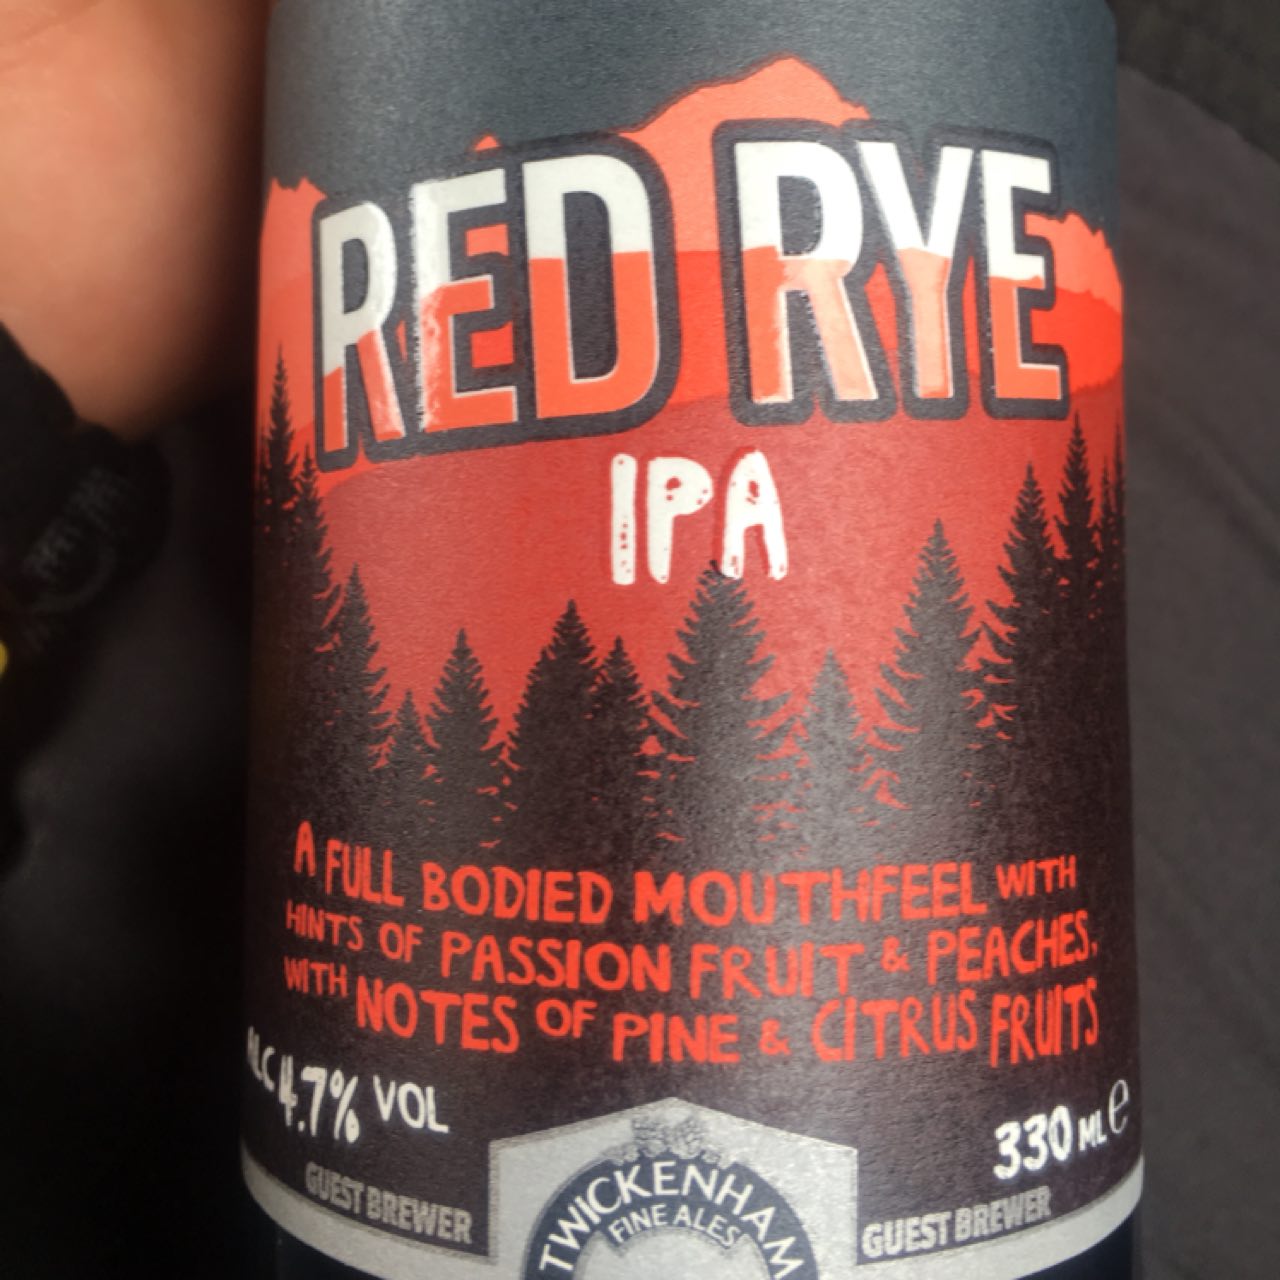 RED RYE
IPA
A FULL BODIED MOUTHFEEL WITH
HINTS OF PASSION FRUIT & PEACHES,
WITH NOTES OF PINE & CITRUS FRUITS
ALC 4.7% VOL
330 ML e
GUEST BREWER
TWICKENHAM
FINE ALES
GUEST BREWER